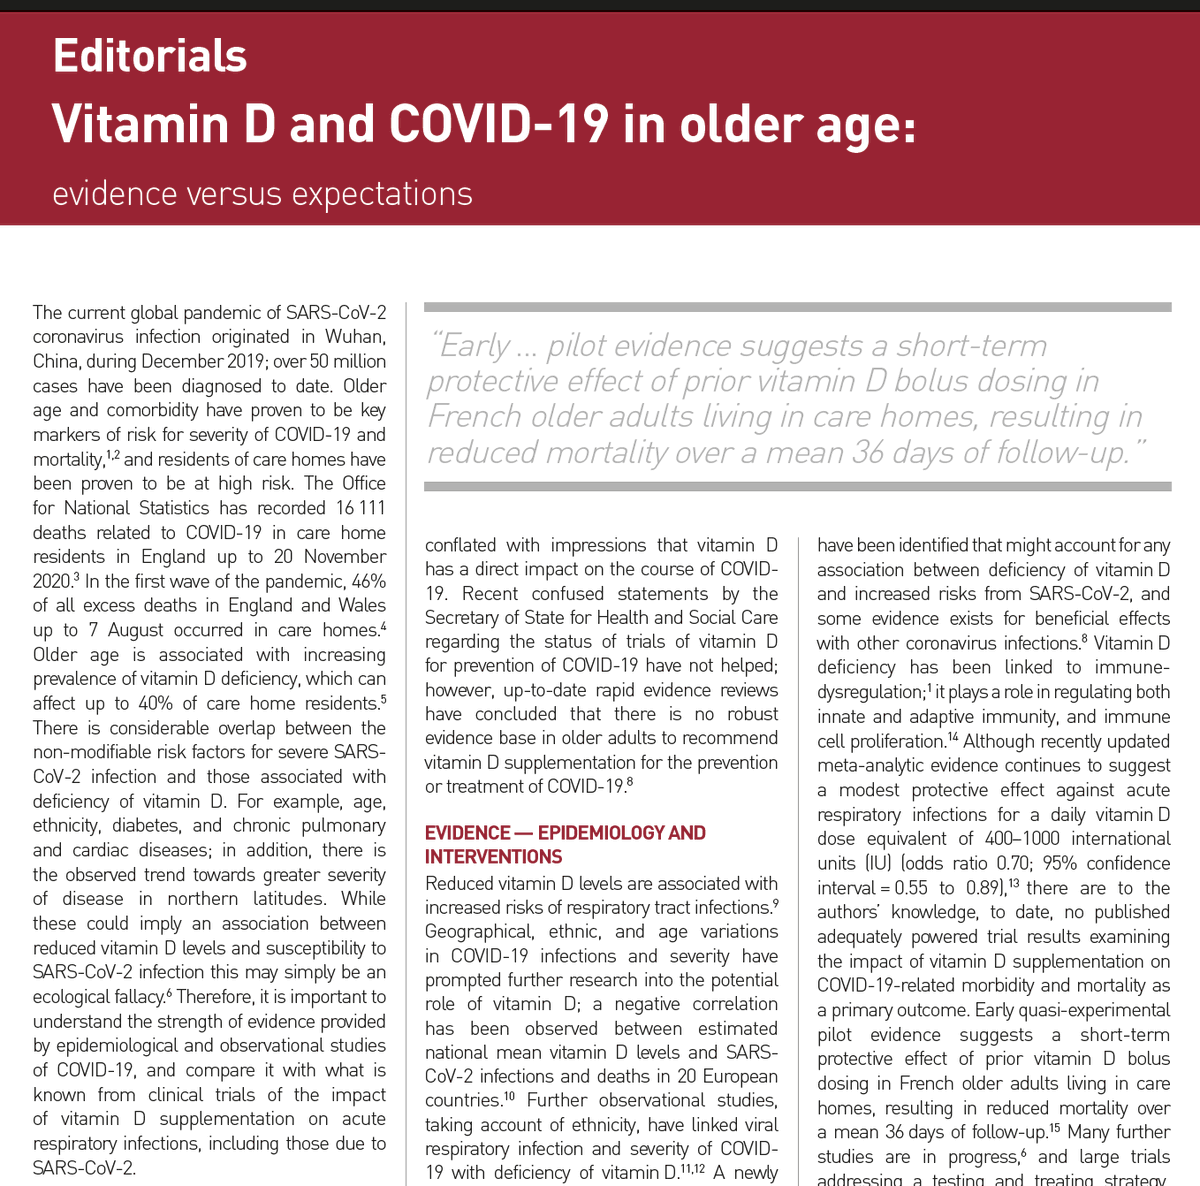 Editorials
Vitamin D and COVID-19 in older age:
evidence versus expectations
The current global pandemic of SARS-CoV-2
coronavirus infection originated in Wuhan,
China, during December 2019; over 50 million
cases have been diagnosed to date. Older
age and comorbidity have proven to be key
markers of risk for severity of COVID-19 and
mortality,1,2 and residents of care homes have
been proven to be at high risk. The Office
for National Statistics has recorded 16 111
deaths related to COVID-19 in care home
residents in England up to 20 November
2020.3 In the first wave of the pandemic, 46%
of all excess deaths in England and Wales
up to 7 August occurred in care homes.4
Older age is associated with increasing
prevalence of vitamin D deficiency, which can
affect up to 40% of care home residents.5
There is considerable overlap between the
non-modifiable risk factors for severe SARS-
CoV-2 infection and those associated with
deficiency of vitamin D. For example, age,
ethnicity, diabetes, and chronic pulmonary
and cardiac diseases; in addition, there is
the observed trend towards greater severity
of disease in northern latitudes. While
these could imply an association between
reduced vitamin D levels and susceptibility to
SARS-CoV-2 infection this may simply be an
ecological fallacy.6 Therefore, it is important to
understand the strength of evidence provided
by epidemiological and observational studies
of COVID-19, and compare it with what is
known from clinical trials of the impact
of vitamin D supplementation on acute
respiratory infections, including those due to
SARS-CoV-2.
“Early ... pilot evidence suggests a short-term
protective effect of prior vitamin D bolus dosing in
French older adults living in care homes, resulting in
reduced mortality over a mean 36 days of follow-up.”
conflated with impressions that vitamin D
has a direct impact on the course of COVID-
19. Recent confused statements by the
Secretary of State for Health and Social Care
regarding the status of trials of vitamin D
for prevention of COVID-19 have not helped;
however, up-to-date rapid evidence reviews
have concluded that there is no robust
evidence base in older adults to recommend
vitamin D supplementation for the prevention
or treatment of COVID-19.8
EVIDENCE — EPIDEMIOLOGY AND
INTERVENTIONS
Reduced vitamin D levels are associated with
increased risks of respiratory tract infections.9
Geographical, ethnic, and age variations
in COVID-19 infections and severity have
prompted further research into the potential
role of vitamin D; a negative correlation
has been observed between estimated
national mean vitamin D levels and SARS-
CoV-2 infections and deaths in 20 European
countries.10 Further observational studies,
taking account of ethnicity, have linked viral
respiratory infection and severity of COVID-
19 with deficiency of vitamin D.11,12 A newly
have been identified that might account for any
association between deficiency of vitamin D
and increased risks from SARS-CoV-2, and
some evidence exists for beneficial effects
with other coronavirus infections.8 Vitamin D
deficiency has been linked to immune-
dysregulation;1 it plays a role in regulating both
innate and adaptive immunity, and immune
cell proliferation.14 Although recently updated
meta-analytic evidence continues to suggest
a modest protective effect against acute
respiratory infections for a daily vitamin D
dose equivalent of 400–1000 international
units (IU) (odds ratio 0.70; 95% confidence
interval = 0.55 to 0.89),13 there are to the
authors’ knowledge, to date, no published
adequately powered trial results examining
the impact of vitamin D supplementation on
COVID-19-related morbidity and mortality as
a primary outcome. Early quasi-experimental
pilot evidence suggests a short-term
protective effect of prior vitamin D bolus
dosing in French older adults living in care
homes, resulting in reduced mortality over
a mean 36 days of follow-up.15 Many further
studies are in progress,6 and large trials
addressing a testing and treating strategy,